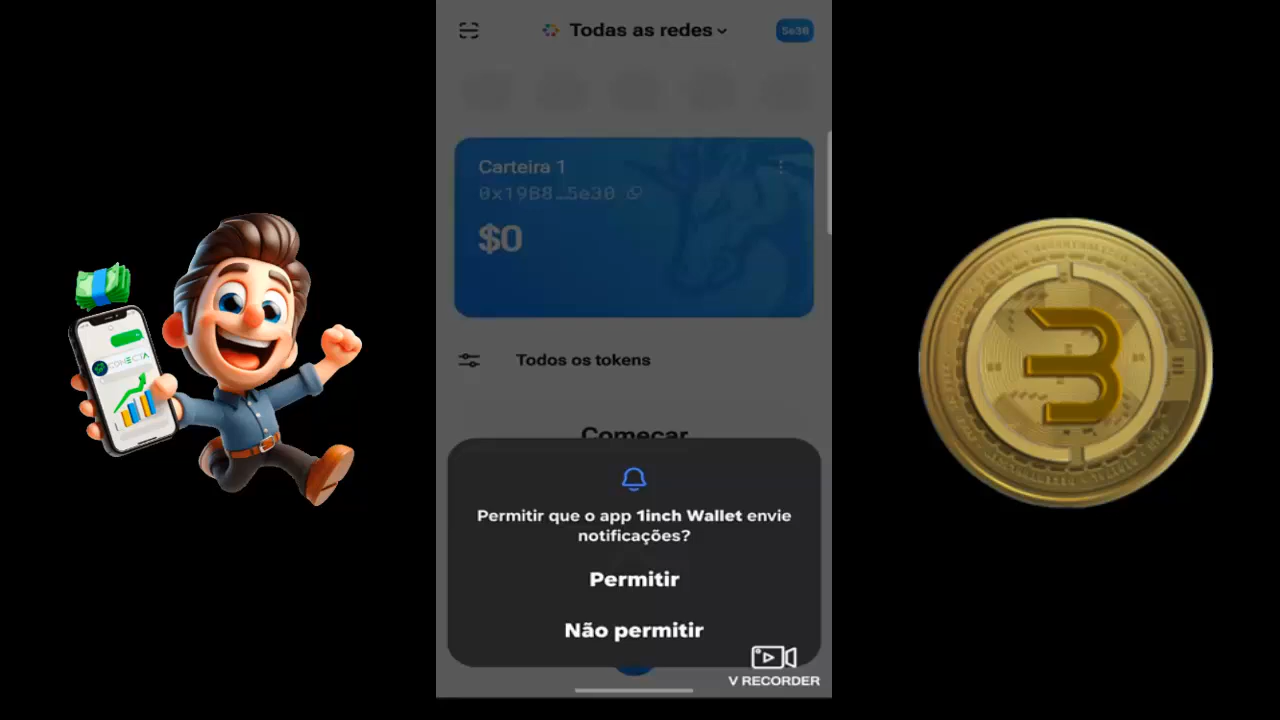 Todas as redes
5e30
Carteira 1
0x19B8…5e30
$0
Todos os tokens
Começar
Permitir que o app 1inch Wallet envie
notificações?
Permitir
Não permitir
V RECORDER
CONECTA